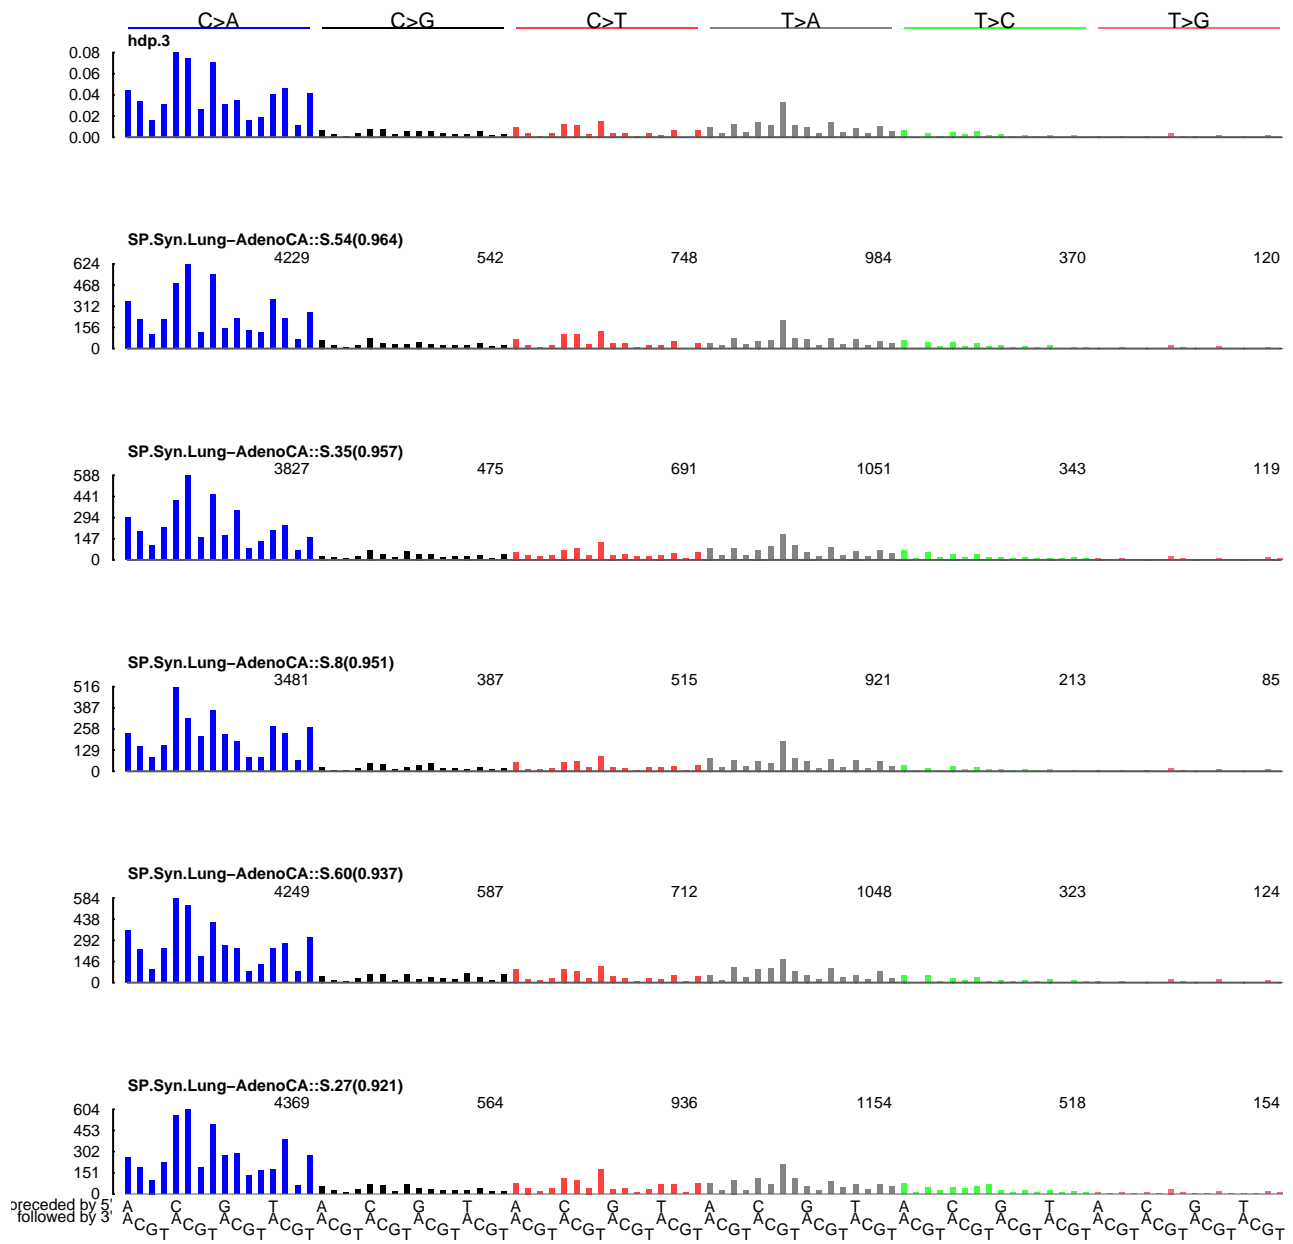 C>A C>G C>T T>A T>C T>G
hdp.3
0.08
0.06
0.04
0.02
0.00
SP.Syn.Lung−AdenoCA::S.54(0.964)
4229 542 748 984 370 120
624
468
312
156
0
SP.Syn.Lung−AdenoCA::S.35(0.957)
3827 475 691 1051 343 119
588
441
294
147
0
SP.Syn.Lung−AdenoCA::S.8(0.951)
3481 387 515 921 213 85
516
387
258
129
0
SP.Syn.Lung−AdenoCA::S.60(0.937)
4249 587 712 1048 323 124
584
438
292
146
0
SP.Syn.Lung−AdenoCA::S.27(0.921)
4369 564 936 1154 518 154
604
453
302
151
0
preceded by 5' A C G T A C G T A C G T A C G T A C G T A C G T
followed by 3' A C G T A C G T A C G T A C G T A C G T A C G T A C G T A C G T A C G T A C G T A C G T A C G T A C G T A C G T A C G T A C G T A C G T A C G T A C G T A C G T A C G T A C G T A C G T A C G T